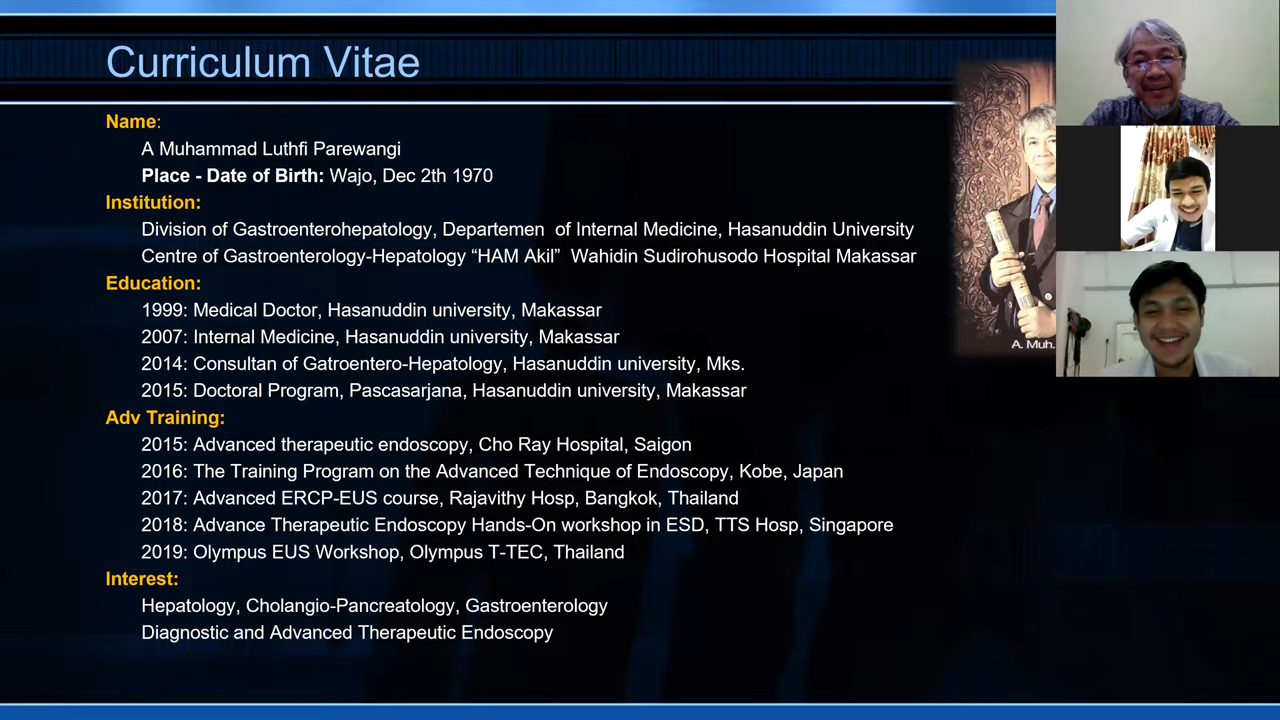 Curriculum Vitae
Name:
A Muhammad Luthfi Parewangi
Place - Date of Birth: Wajo, Dec 2th 1970
Institution:
Division of Gastroenterohepatology, Departemen  of Internal Medicine, Hasanuddin University
Centre of Gastroenterology-Hepatology “HAM Akil”  Wahidin Sudirohusodo Hospital Makassar
Education:
1999: Medical Doctor, Hasanuddin university, Makassar
2007: Internal Medicine, Hasanuddin university, Makassar
2014: Consultan of Gatroentero-Hepatology, Hasanuddin university, Mks.
2015: Doctoral Program, Pascasarjana, Hasanuddin university, Makassar
Adv Training:
2015: Advanced therapeutic endoscopy, Cho Ray Hospital, Saigon
2016: The Training Program on the Advanced Technique of Endoscopy, Kobe, Japan
2017: Advanced ERCP-EUS course, Rajavithy Hosp, Bangkok, Thailand
2018: Advance Therapeutic Endoscopy Hands-On workshop in ESD, TTS Hosp, Singapore
2019: Olympus EUS Workshop, Olympus T-TEC, Thailand
Interest:
Hepatology, Cholangio-Pancreatology, Gastroenterology
Diagnostic and Advanced Therapeutic Endoscopy
A. Muh.